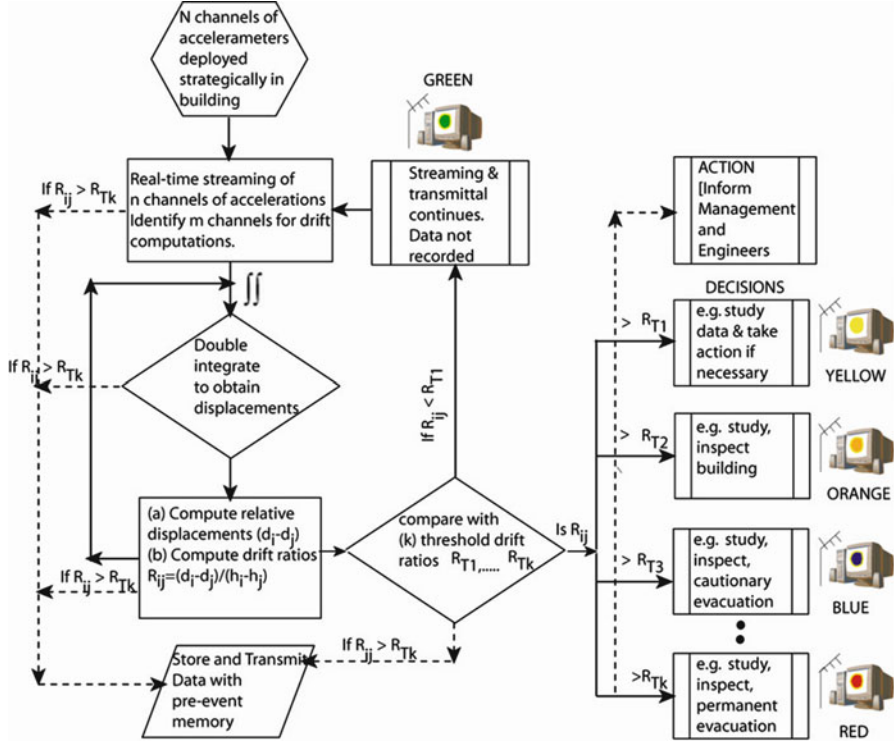 N channels of
accelerameters
deployed
strategically in
building
GREEN
If Rij > RTk
Real-time streaming of
n channels of accelerations
Identify m channels for drift
computations.
Streaming &
transmittal
continues.
Data not
recorded
ACTION
[Inform
Management
and
Engineers
∫∫
DECISIONS
> RT1
e.g. study
data & take
action if
necessary
YELLOW
Double
integrate
to obtain
displacements
If Rij > RTk
If Rij < RT1
> RT2
e.g. study,
inspect
building
ORANGE
(a) Compute relative
displacements (di-dj)
(b) Compute drift ratios
Rij=(di-dj)/(hi-hj)
If Rij > RTk
compare with
(k) threshold drift
ratios RT1,..... RTk
Is Rij
> RT3
e.g. study,
inspect,
cautionary
evacuation
BLUE
If Rij > RTk
Store and Transmit
Data with
pre-event
memory
>RTk
e.g. study,
inspect,
permanent
evacuation
RED